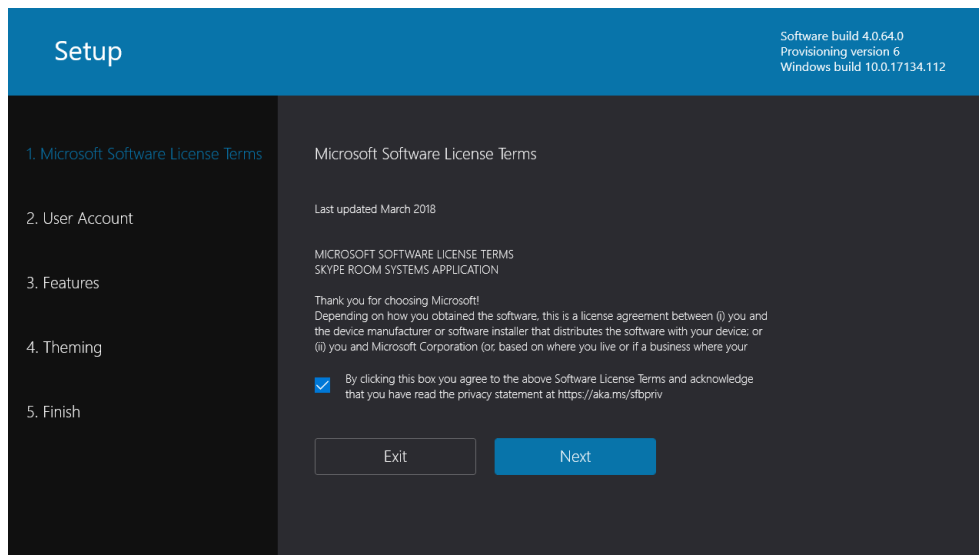 Setup
Software build 4.0.64.0
Provisioning version 6
Windows build 10.0.17134.112
1. Microsoft Software License Terms
2. User Account
3. Features
4. Theming
5. Finish
Microsoft Software License Terms
Last updated March 2018
MICROSOFT SOFTWARE LICENSE TERMS
SKYPE ROOM SYSTEMS APPLICATION
Thank you for choosing Microsoft!
Depending on how you obtained the software, this is a license agreement between (i) you and
the device manufacturer or software installer that distributes the software with your device; or
(ii) you and Microsoft Corporation (or, based on where you live or if a business where your
By clicking this box you agree to the above Software License Terms and acknowledge
that you have read the privacy statement at https://aka.ms/sfbpriv
Exit
Next